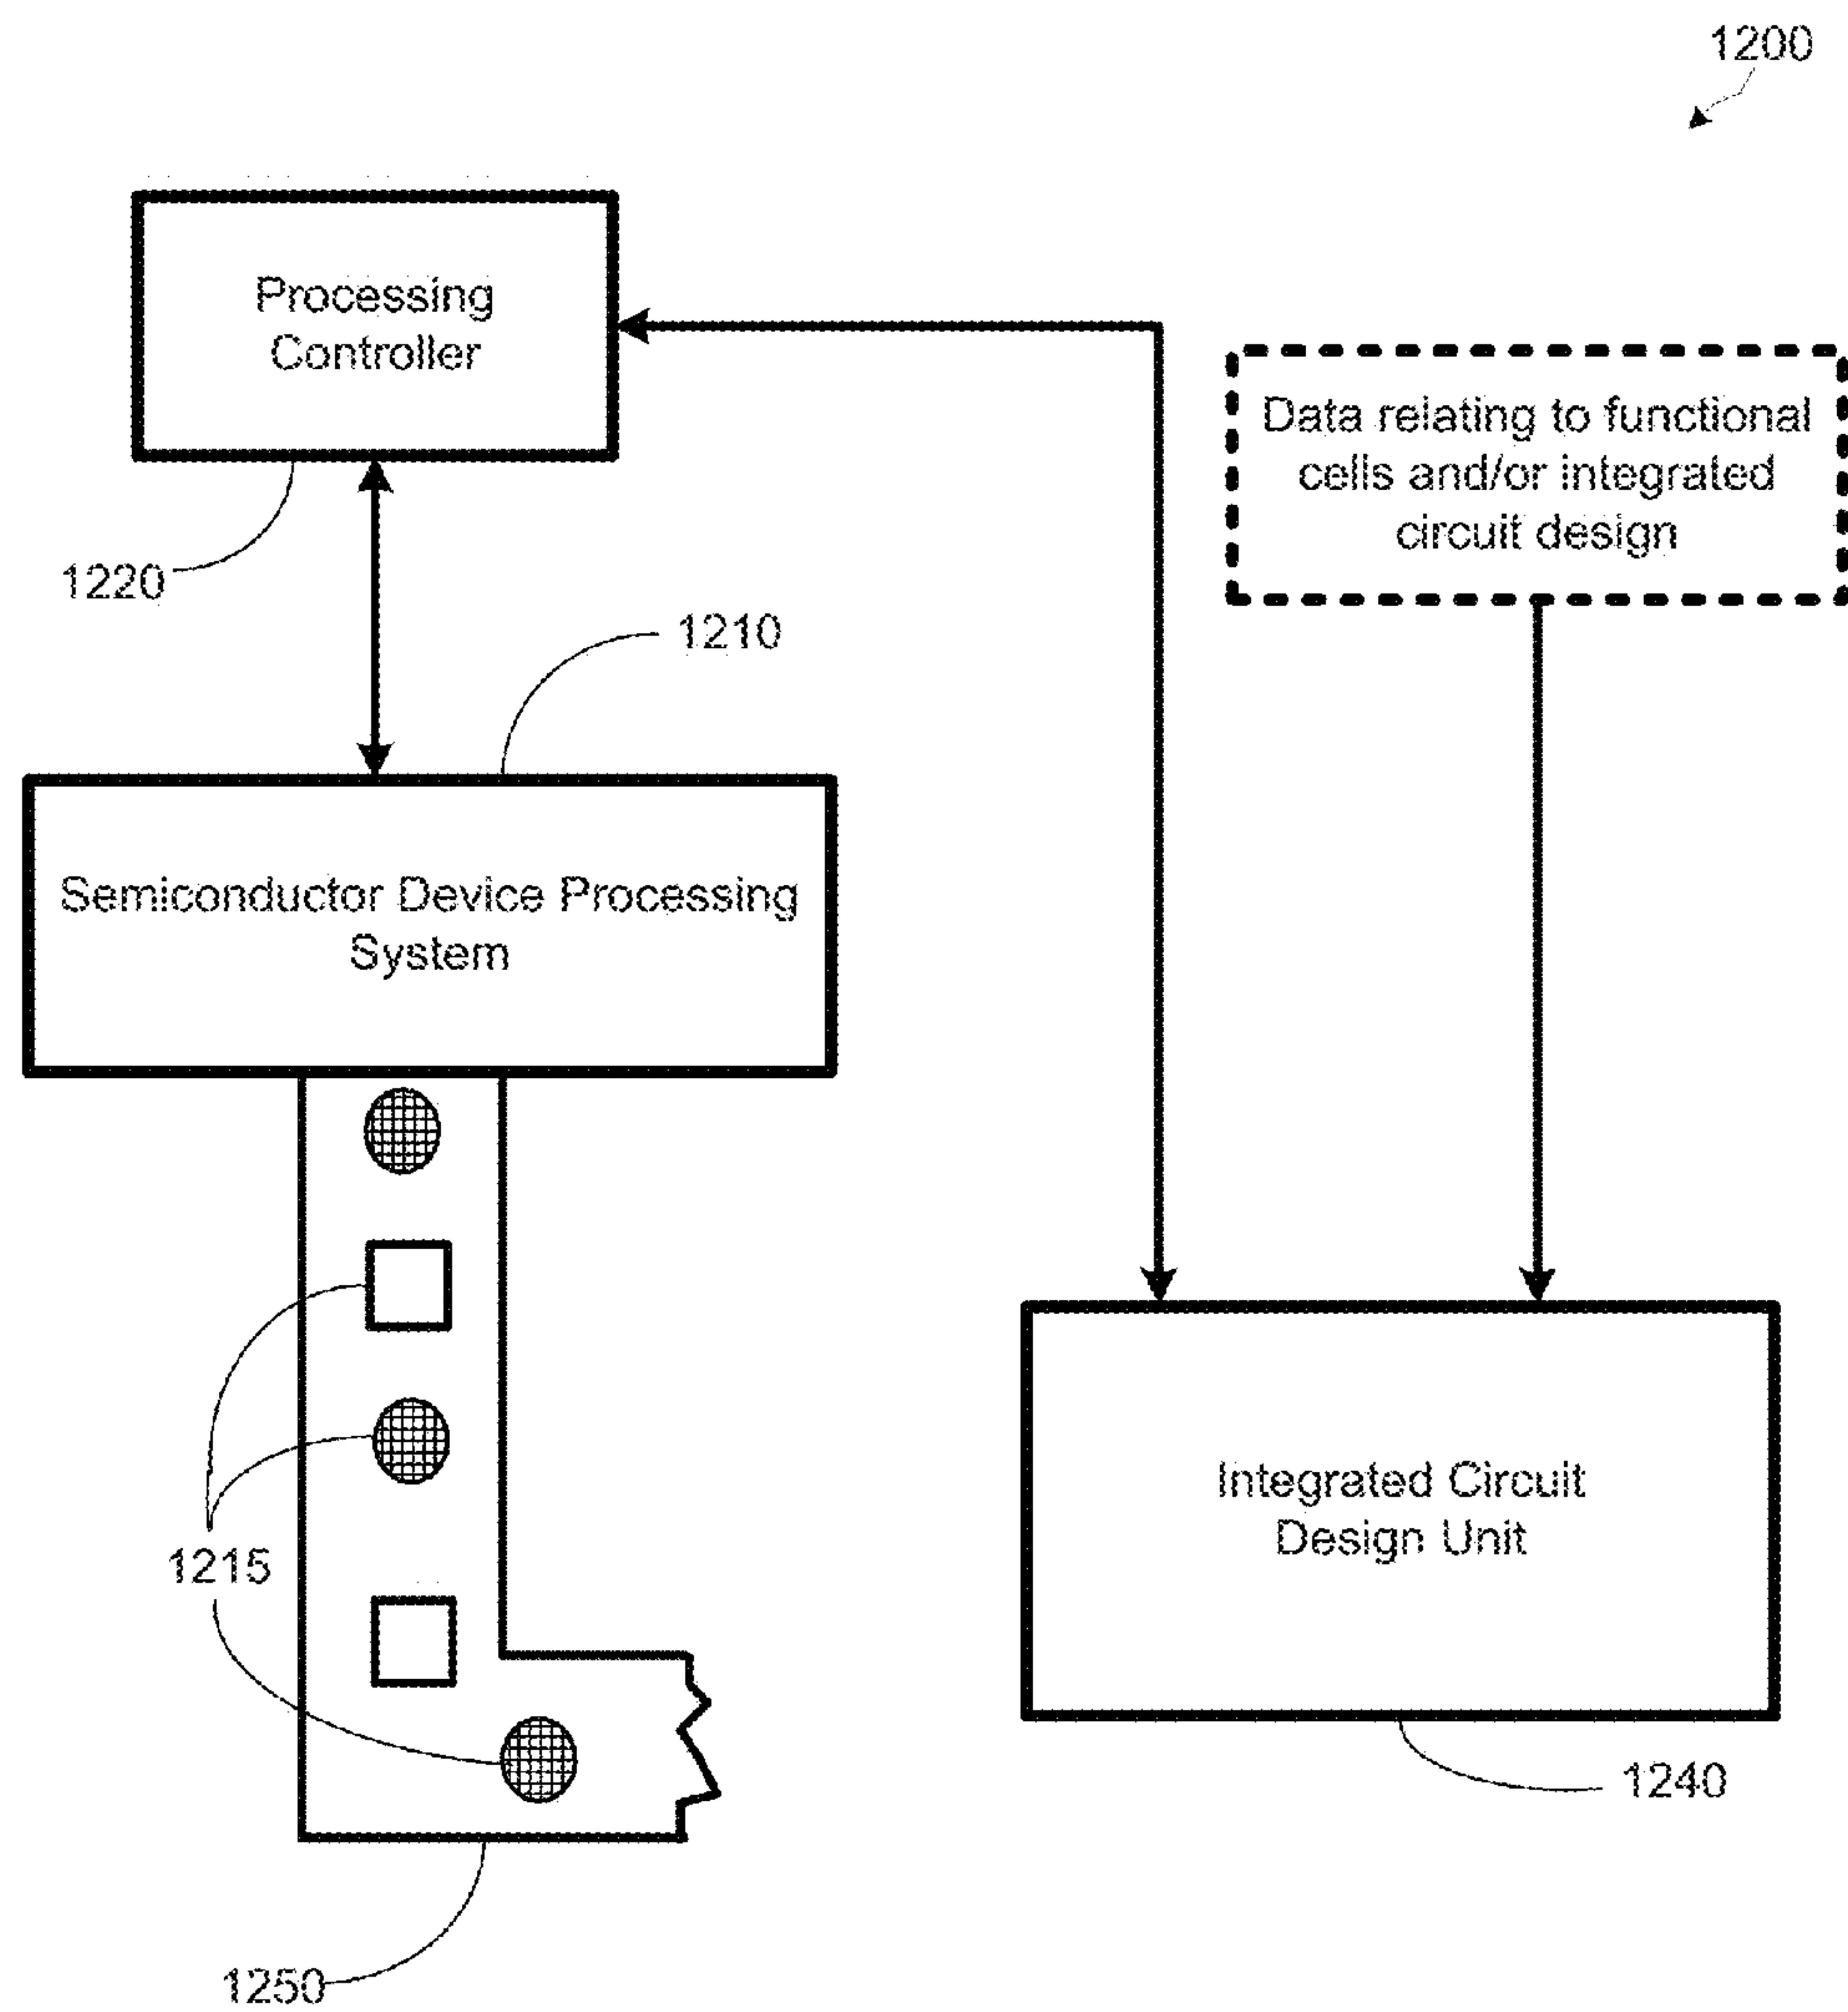 1200
Processing
Controller
Data relating to functional
cells and/or integrated
circuit design
1220
1210
Semiconductor Device Processing
System
Integrated Circuit
Design Unit
1215
1240
1250